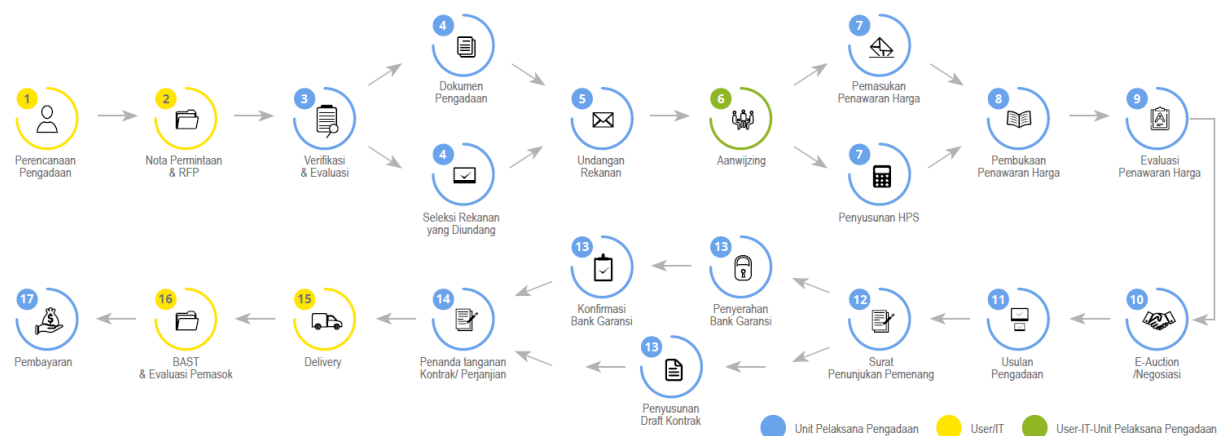 1
Perencanaan
Pengadaan
2
Nota Permintaan
& RFP
3
Verifikasi
& Evaluasi
4
Dokumen
Pengadaan
4
Seleksi Rekanan
yang Diundang
5
Undangan
Rekanan
6
Aanwijzing
7
Pemasukan
Penawaran Harga
7
Penyusunan HPS
8
Pembukaan
Penawaran Harga
9
Evaluasi
Penawaran Harga
10
E-Auction
/Negosiasi
11
Usulan
Pengadaan
12
Surat
Penunjukan Pemenang
13
Penyerahan
Bank Garansi
13
Konfirmasi
Bank Garansi
13
Penyusunan
Draft Kontrak
14
Penanda tanganan
Kontrak/ Perjanjian
15
Delivery
16
BAST
& Evaluasi Pemasok
17
Pembayaran
Unit Pelaksana Pengadaan
User/IT
User-IT-Unit Pelaksana Pengadaan